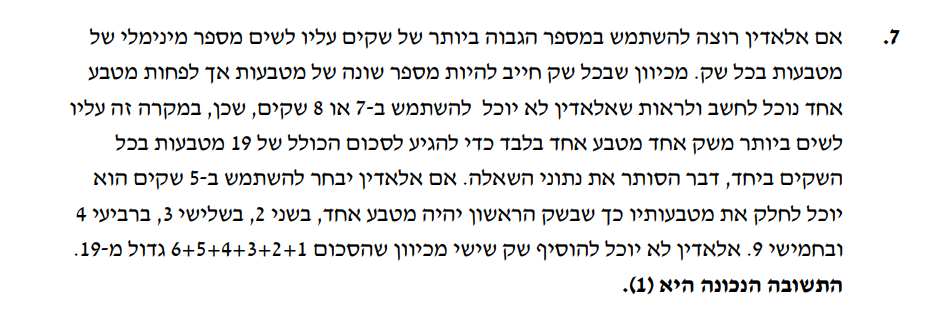 7. אם אלאדין רוצה להשתמש במספר הגבוה ביותר של שקים עליו לשים מספר מינימלי של
מטבעות בכל שק. מכיוון שבכל שק חייב להיות מספר שונה של מטבעות אך לפחות מטבע
אחד נוכל לחשב ולראות שאלאדין לא יוכל להשתמש ב-7 או 8 שקים, שכן, במקרה זה עליו
לשים ביותר משק אחד מטבע אחד בלבד כדי להגיע לסכום הכולל של 19 מטבעות בכל
השקים ביחד, דבר הסותר את נתוני השאלה. אם אלאדין יבחר להשתמש ב-5 שקים הוא
יוכל לחלק את מטבעותיו כך שבשק הראשון יהיה מטבע אחד, בשני 2, בשלישי 3, ברביעי 4
ובחמישי 9. אלאדין לא יוכל להוסיף שק שישי מכיוון שהסכום 6+5+4+3+2+1 גדול מ-19.
התשובה הנכונה היא (1).